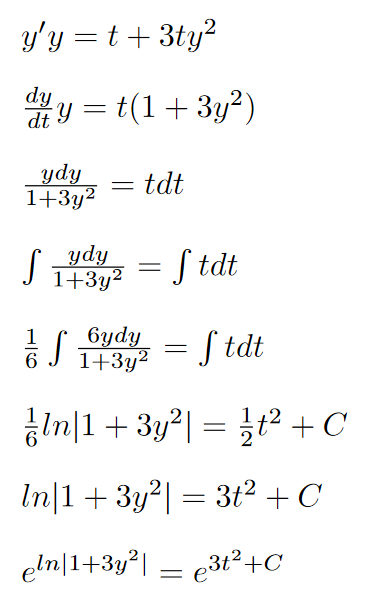 y′y = t + 3ty²
dy/dt y = t(1 + 3y²)
ydy/1+3y² = tdt
∫ ydy/1+3y² = ∫ tdt
1/6 ∫ 6ydy/1+3y² = ∫ tdt
1/6 ln|1 + 3y²| = 1/2 t² + C
ln|1 + 3y²| = 3t² + C
e^{ln|1+3y²|} = e^{3t²+C}